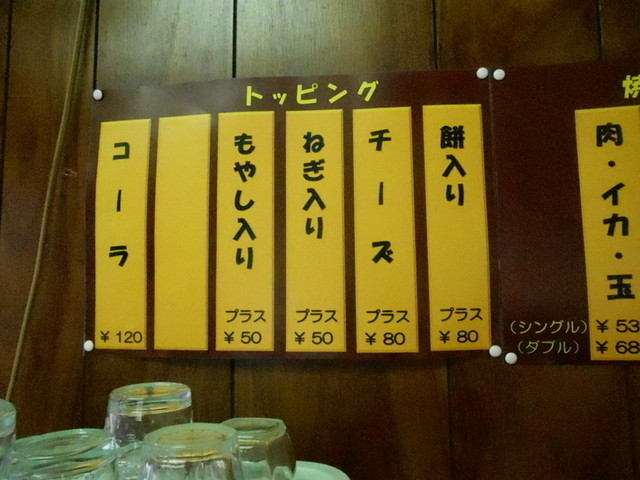 トッピング
餅入り
プラス
¥80
チーズ
プラス
¥80
ねぎ入り
プラス
¥50
もやし入り
プラス
¥50
コーラ
¥120
肉・イカ・玉
(シングル) ¥53
(ダブル) ¥68